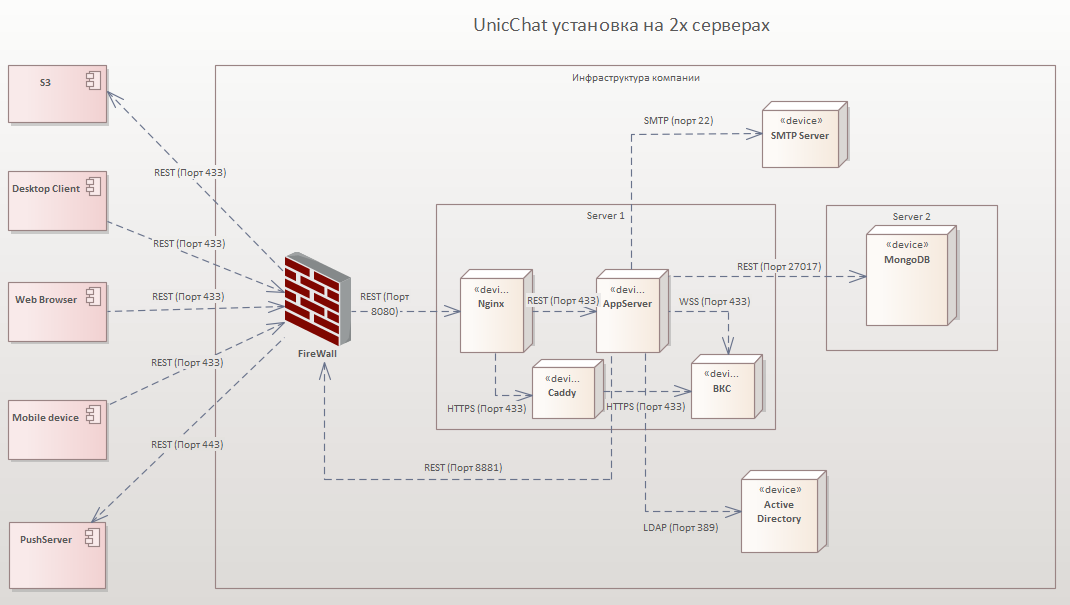 UnicChat установка на 2х серверах
Инфраструктура компании
S3
SMTP (порт 22)
«device»
SMTP Server
REST (Порт 433)
Desktop Client
Server 1
Server 2
REST (Порт 433)
«device»
MongoDB
REST (Порт 27017)
Web Browser
REST (Порт 433)
REST (Порт
8080)
«devi...
Nginx
REST (Порт 433)
«devi...
AppServer
WSS (Порт 433)
FireWall
REST (Порт 433)
«devi...
Caddy
«devi...
ВКС
HTTPS (Порт 433)
HTTPS (Порт 433)
Mobile device
REST (Порт 443)
REST (Порт 8881)
«device»
Active
Directory
LDAP (Порт 389)
PushServer